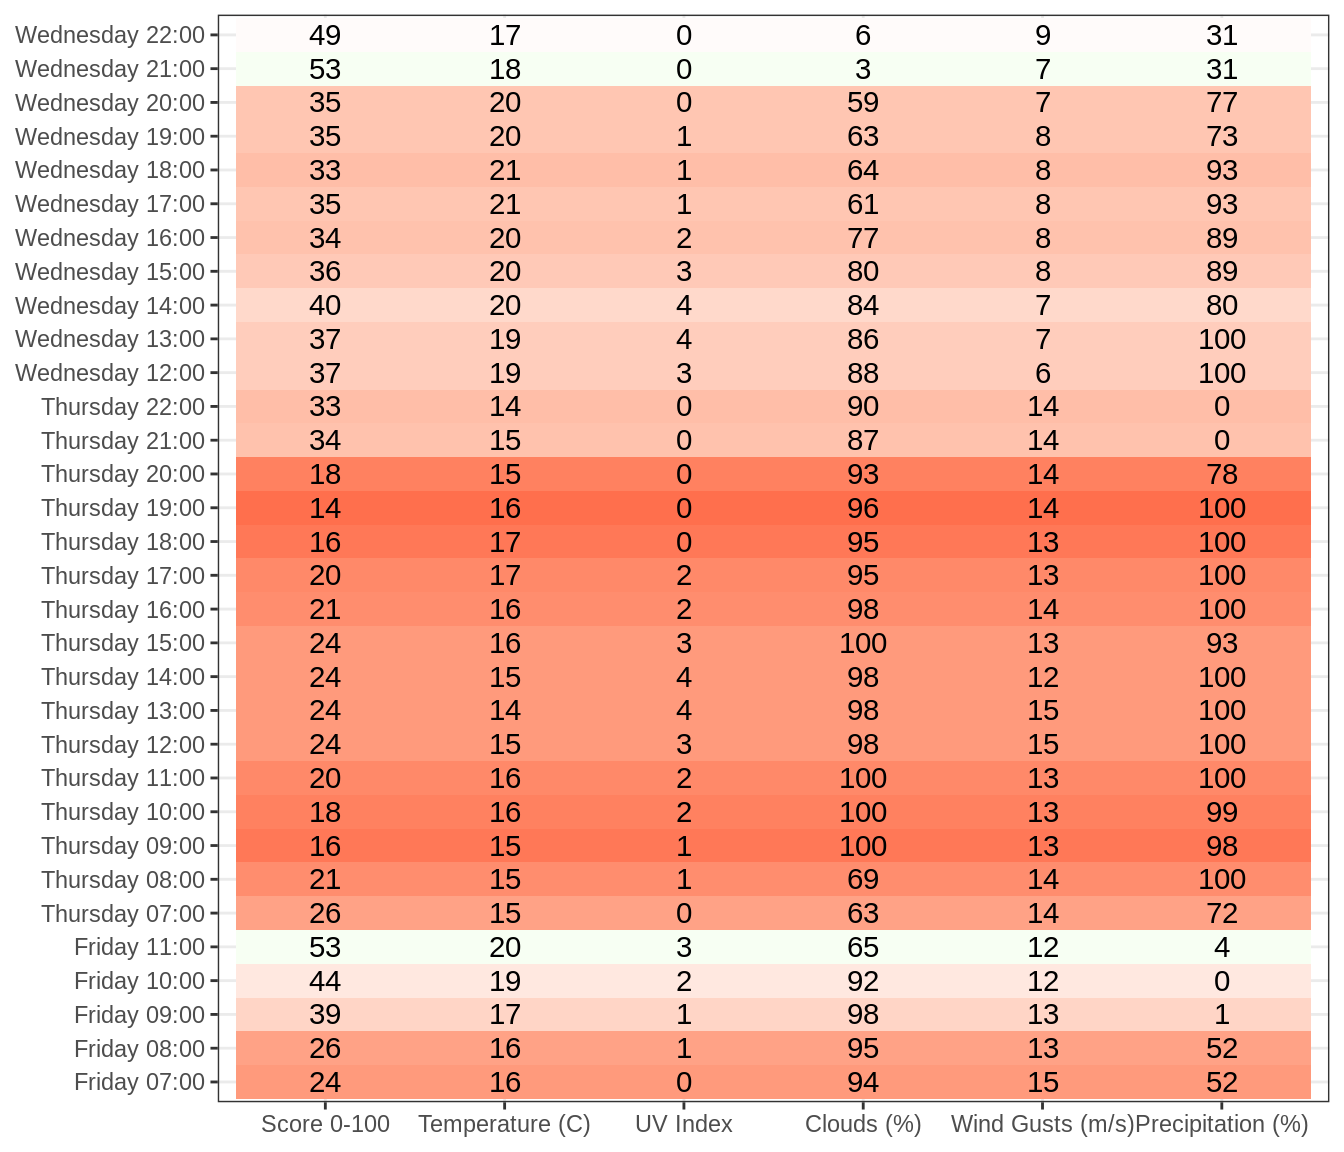 Wednesday 22:00 49 17 0 6 9 31
Wednesday 21:00 53 18 0 3 7 31
Wednesday 20:00 35 20 0 59 7 77
Wednesday 19:00 35 20 1 63 8 73
Wednesday 18:00 33 21 1 64 8 93
Wednesday 17:00 35 21 1 61 8 93
Wednesday 16:00 34 20 2 77 8 89
Wednesday 15:00 36 20 3 80 8 89
Wednesday 14:00 40 20 4 84 7 80
Wednesday 13:00 37 19 4 86 7 100
Wednesday 12:00 37 19 3 88 6 100
Thursday 22:00 33 14 0 90 14 0
Thursday 21:00 34 15 0 87 14 0
Thursday 20:00 18 15 0 93 14 78
Thursday 19:00 14 16 0 96 14 100
Thursday 18:00 16 17 0 95 13 100
Thursday 17:00 20 17 2 95 13 100
Thursday 16:00 21 16 2 98 14 100
Thursday 15:00 24 16 3 100 13 93
Thursday 14:00 24 15 4 98 12 100
Thursday 13:00 24 14 4 98 15 100
Thursday 12:00 24 15 3 98 15 100
Thursday 11:00 20 16 2 100 13 100
Thursday 10:00 18 16 2 100 13 99
Thursday 09:00 16 15 1 100 13 98
Thursday 08:00 21 15 1 69 14 100
Thursday 07:00 26 15 0 63 14 72
Friday 11:00 53 20 3 65 12 4
Friday 10:00 44 19 2 92 12 0
Friday 09:00 39 17 1 98 13 1
Friday 08:00 26 16 1 95 13 52
Friday 07:00 24 16 0 94 15 52
Score 0-100 Temperature (C) UV Index Clouds (%) Wind Gusts (m/s) Precipitation (%)